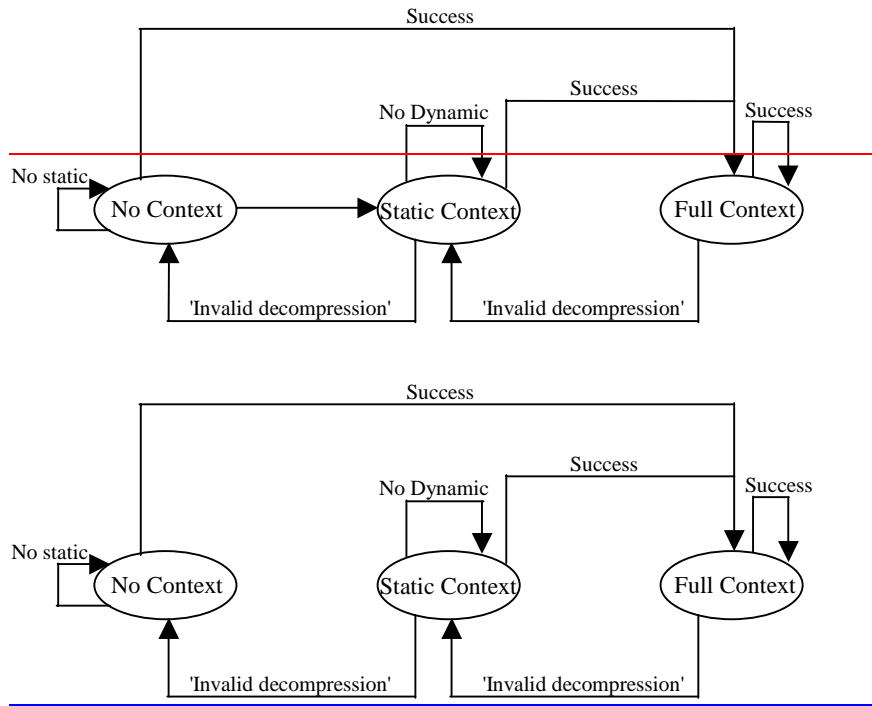 Success
Success
No Dynamic
Success
No static
No Context
Static Context
Full Context
'Invalid decompression'
'Invalid decompression'
Success
Success
No Dynamic
Success
No static
No Context
Static Context
Full Context
'Invalid decompression'
'Invalid decompression'